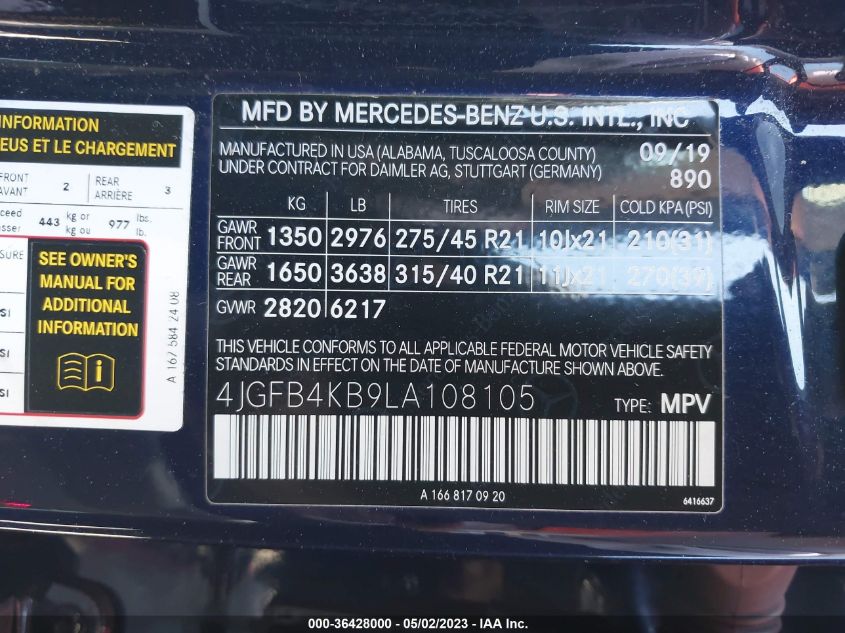 INFORMATION
EUS ET LE CHARGEMENT
FRONT
AVANT 2 REAR
ARRIÈRE 3
443 kg or
kg ou 977 lbs.
lb.
SEE OWNER'S
MANUAL FOR
ADDITIONAL
INFORMATION
A 167 584 24 08
MFD BY MERCEDES-BENZ U.S. INTL., INC
MANUFACTURED IN USA (ALABAMA, TUSCALOOSA COUNTY) 09/19
UNDER CONTRACT FOR DAIMLER AG, STUTTGART (GERMANY) 890
KG LB TIRES RIM SIZE COLD KPA (PSI)
GAWR
FRONT 1350 2976 275/45 R21 10Jx21 210(31)
GAWR
REAR 1650 3638 315/40 R21 11Jx21 270(39)
GVWR 2820 6217
THIS VEHICLE CONFORMS TO ALL APPLICABLE FEDERAL MOTOR VEHICLE SAFETY
STANDARDS IN EFFECT ON THE DATE OF MANUFACTURE SHOWN ABOVE.
4JGFB4KB9LA108105 TYPE: MPV
A 166 817 09 20
6416637
000-36428000 - 05/02/2023 - IAA Inc.